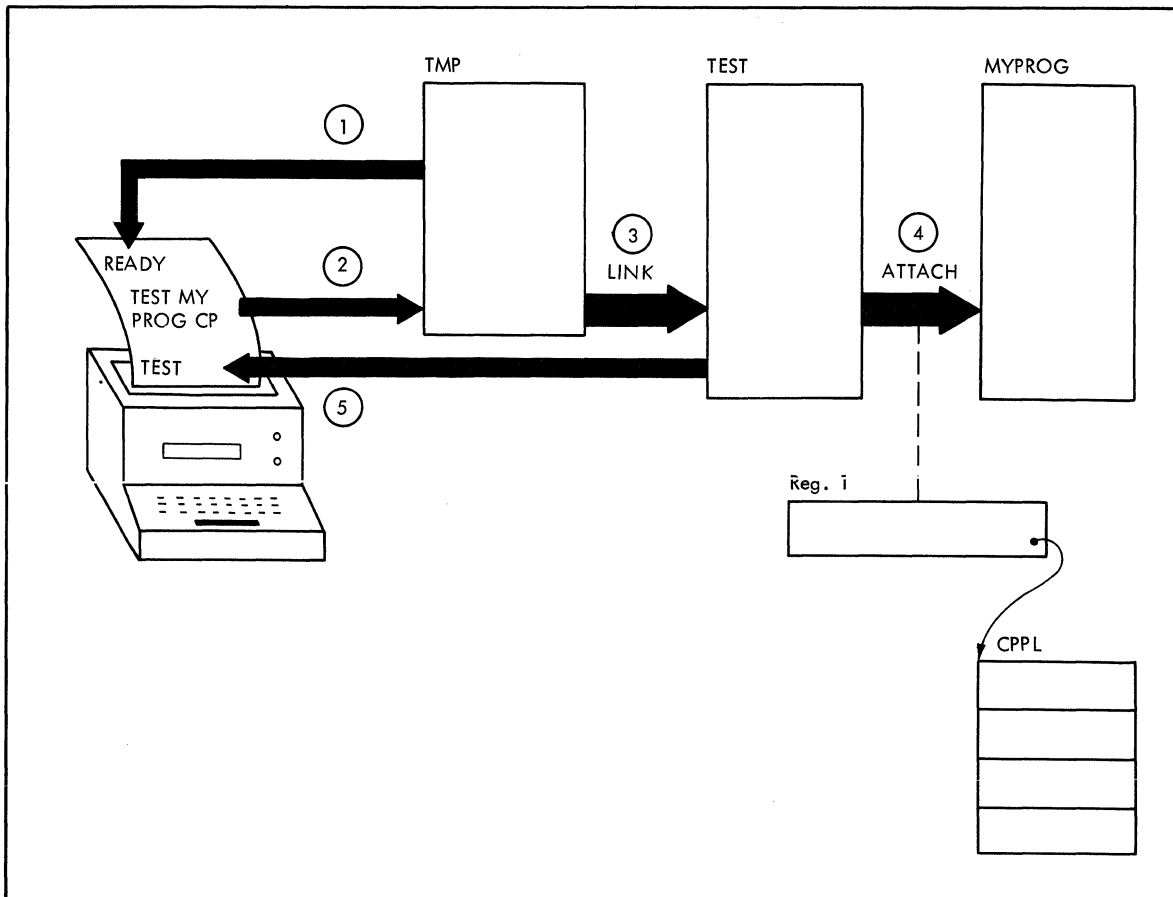 TMP
TEST
MYPROG
1
READY
TEST MY
PROG CP
TEST
2
3
LINK
4
ATTACH
5
Reg. 1
CPPL